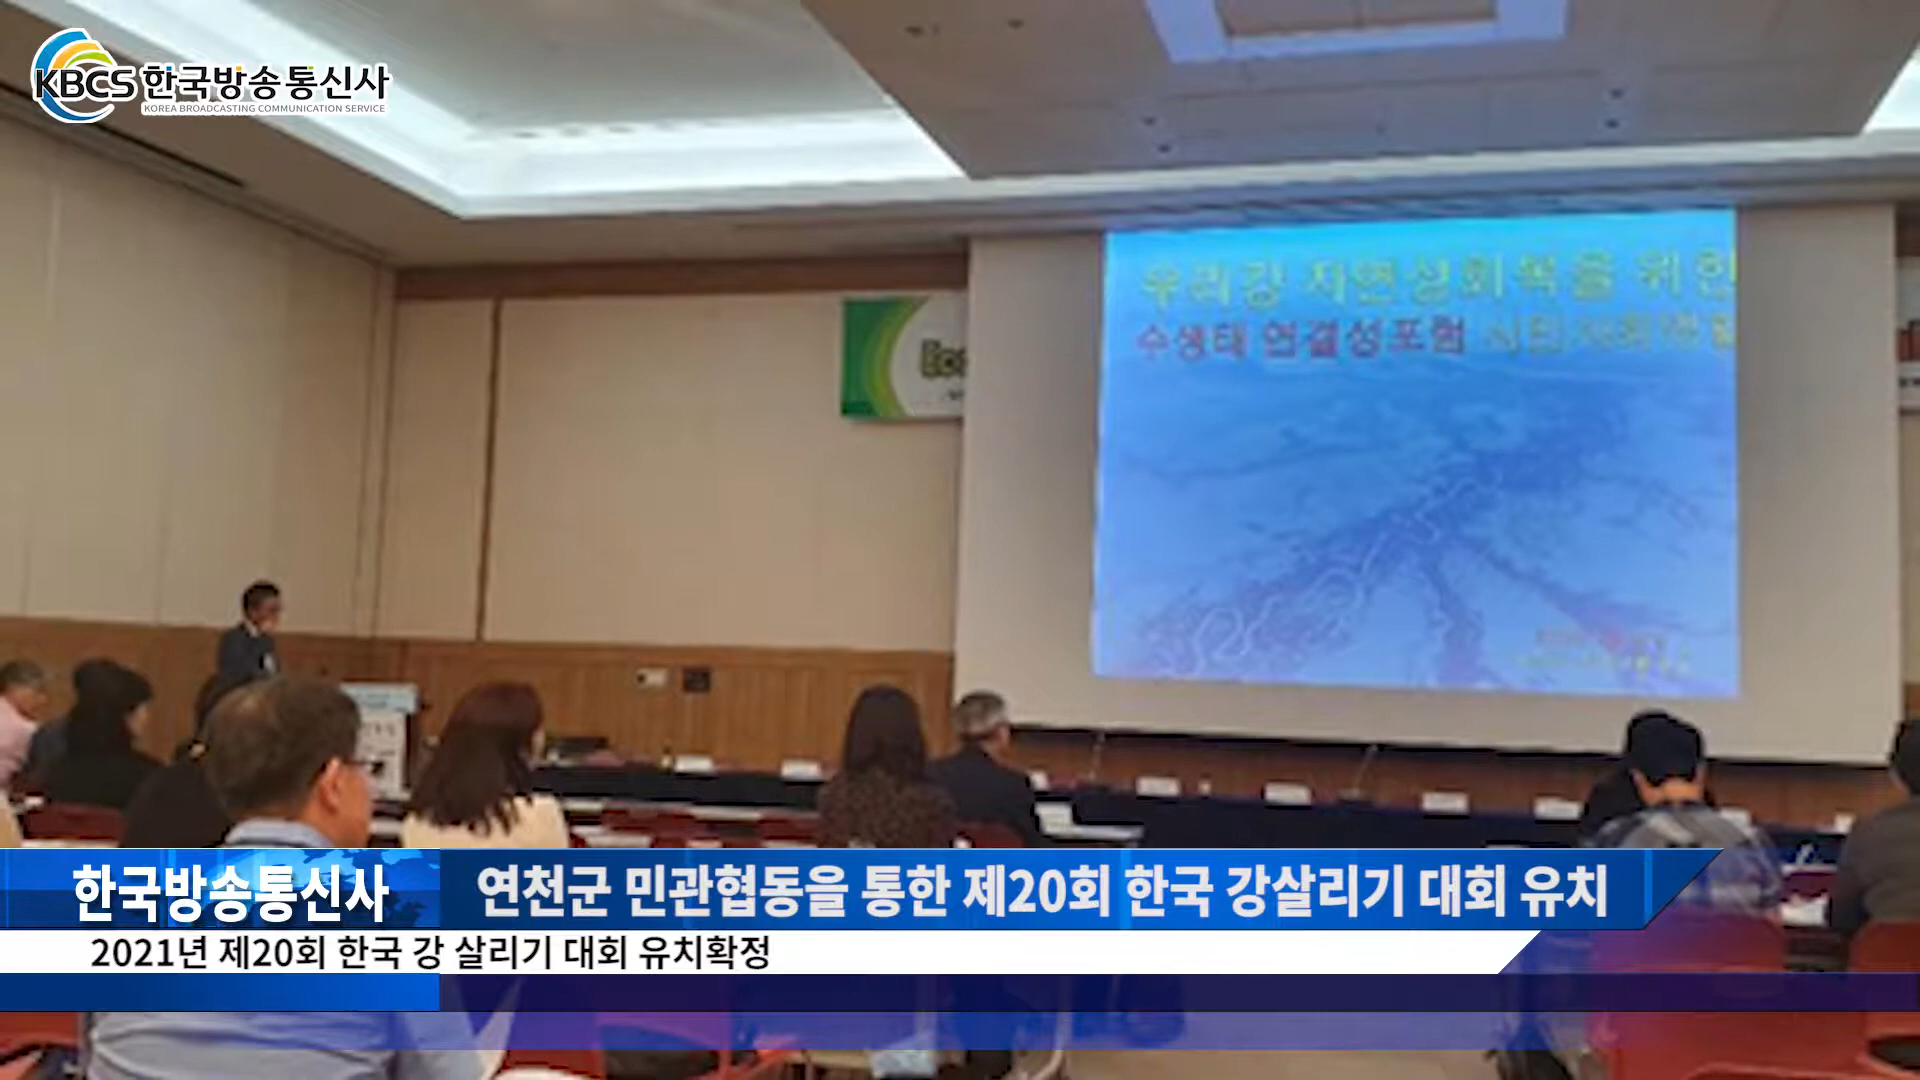 KBCS 한국방송통신사
KOREA BROADCASTING COMMUNICATION SERVICE
우리강 자연성회복을 위한
수생태 연결성포럼
Eco
한국방송통신사
연천군 민관협동을 통한 제20회 한국 강살리기 대회 유치
2021년 제20회 한국 강 살리기 대회 유치확정